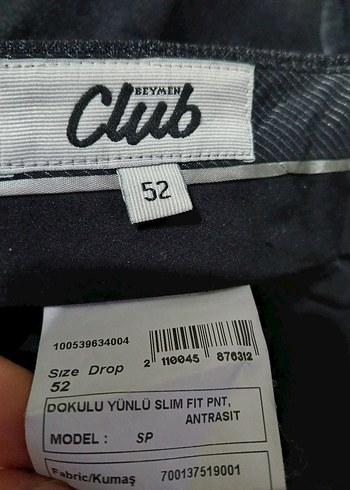 BEYMEN
Club
52
100539634004
2 110045 876312
Size Drop
52
DOKULU YÜNLÜ SLIM FIT PNT,
ANTRASIT
MODEL : SP
Fabric/Kumaş 700137519001